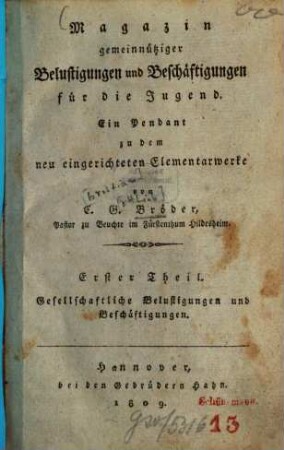 Magazin
gemeinnütziger
Belustigungen und Beschäftigungen
für die Jugend.
Ein Pendant
zu dem
neu eingerichteten Elementarwerke
von
C. G. Bröder,
Pastor zu Beuchte im Fürstenthum Hildesheim.
Erster Theil.
Gesellschaftliche Belustigungen und
Beschäftigungen.
Hannover,
bei den Gebrüdern Hahn.
1809.
13